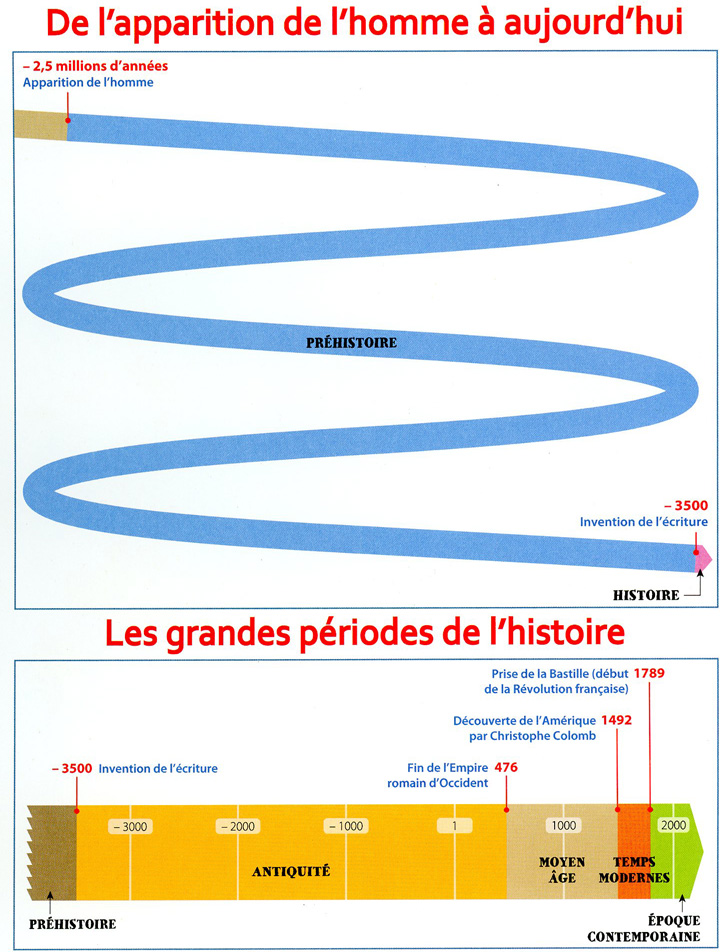 De l'apparition de l'homme à aujourd'hui
– 2,5 millions d'années
Apparition de l'homme
PRÉHISTOIRE
– 3500
Invention de l'écriture
HISTOIRE
Les grandes périodes de l'histoire
Prise de la Bastille (début 1789
de la Révolution française)
Découverte de l'Amérique 1492
par Christophe Colomb
– 3500 Invention de l'écriture
Fin de l'Empire 476
romain d'Occident
– 3000
– 2000
– 1000
1
1000
2000
ANTIQUITÉ
MOYEN
ÂGE
TEMPS
MODERNES
PRÉHISTOIRE
ÉPOQUE
CONTEMPORAINE